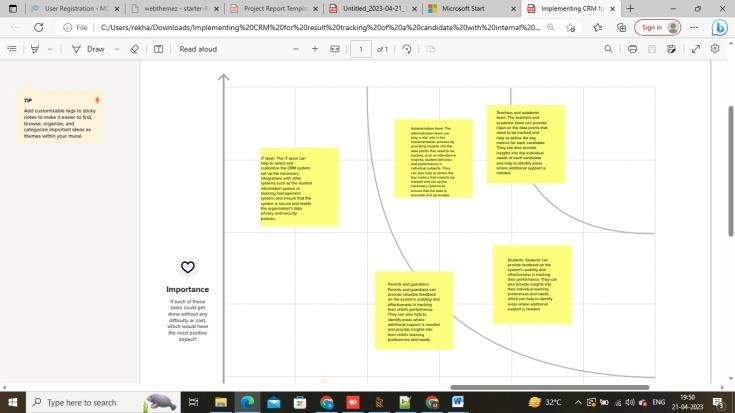 User Registration - M
webthemez - starter-
Project Report Templ
Untitled_2023-04-21_
Microsoft Start
Implementing CRM fo
File
C:/Users/rekha/Downloads/Implementing%20CRM%20for%20result%20tracking%20of%20a%20candidate%20with%20internal%20...
Sign in
Draw
Read aloud
1 of 1
TIP
Add customizable tags to sticky
notes to make it easier to find,
browse, organize, and
categorize important ideas as
themes within your mural.
Importance
If each of these
tasks could get
done without any
difficulty or cost,
which would have
the most positive
impact?
IT team: The IT team can
help to select and
customize the CRM system,
set up the necessary
integrations with other
systems such as the student
information system or
learning management
system, and ensure that the
system is secure and meets
the organization's data
privacy and security
policies.
Administration team: The
administration team can
play a vital role in the
implementation process by
providing insights into the
data points that need to be
tracked, such as attendance
records, student behavior,
and performance in
individual subjects. They
can also help to define the
key metrics that need to be
tracked and set up the
necessary systems to
ensure that the data is
accurate and up-to-date.
Teachers and academic
team: The teachers and
academic team can provide
input on the data points that
need to be tracked and
help to define the key
metrics for each candidate.
They can also provide
insights into the individual
needs of each candidate
and help to identify areas
where additional support is
needed.
Parents and guardians:
Parents and guardians can
provide valuable feedback
on the system's usability and
effectiveness in tracking
their child's performance.
They can also help to
identify areas where
additional support is needed
and provide insights into
their child's learning
preferences and needs.
Students: Students can
provide feedback on the
system's usability and
effectiveness in tracking
their performance. They can
also provide insights into
their individual learning
preferences and needs,
which can help to identify
areas where additional
support is needed
Type here to search
32°C
ENG
19:50
21-04-2023